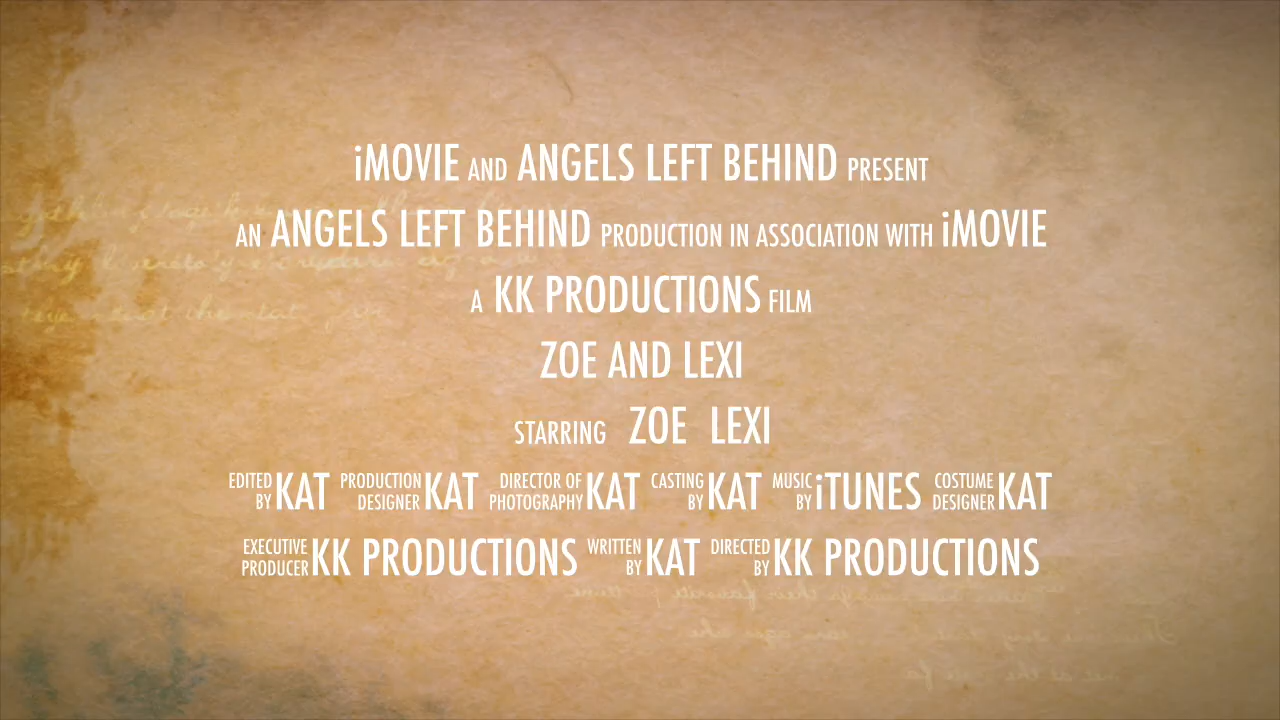 iMOVIE AND ANGELS LEFT BEHIND PRESENT
AN ANGELS LEFT BEHIND PRODUCTION IN ASSOCIATION WITH iMOVIE
A KK PRODUCTIONS FILM
ZOE AND LEXI
STARRING ZOE LEXI
EDITED BY KAT PRODUCTION DESIGNER KAT DIRECTOR OF PHOTOGRAPHY KAT CASTING BY KAT MUSIC BY iTUNES COSTUME DESIGNER KAT
EXECUTIVE PRODUCER KK PRODUCTIONS WRITTEN BY KAT DIRECTED BY KK PRODUCTIONS